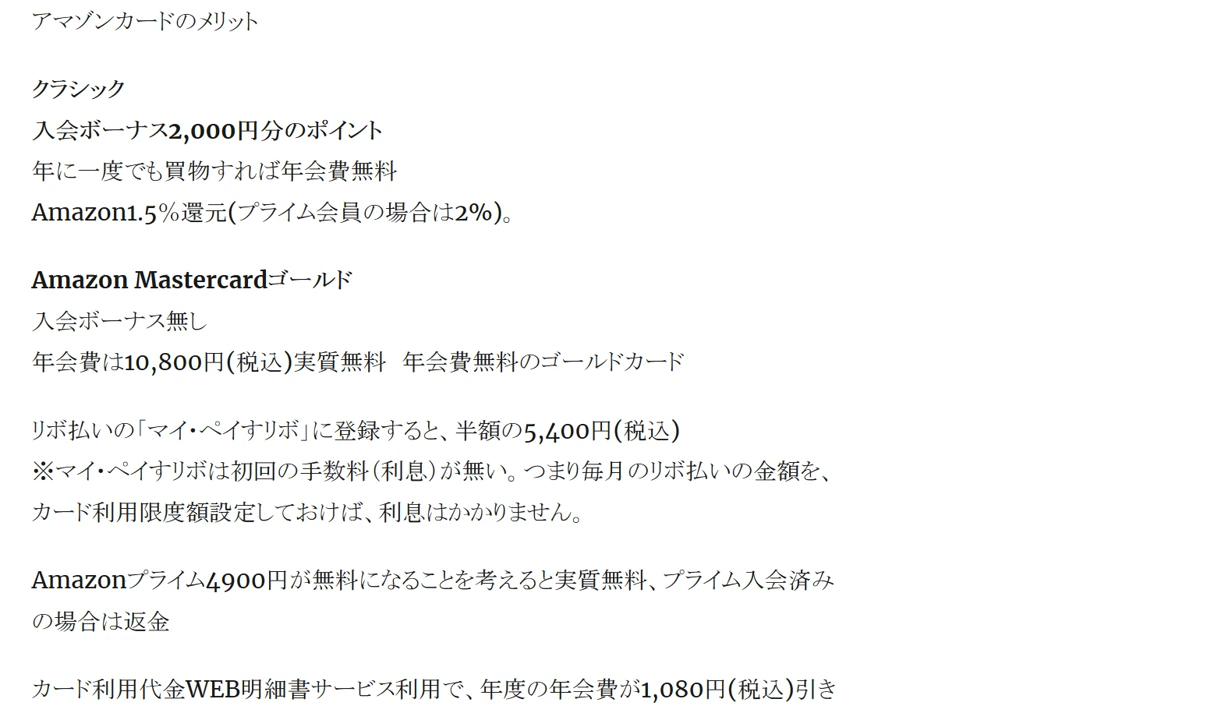 アマゾンカードのメリット
クラシック
入会ボーナス2,000円分のポイント
年に一度でも買物すれば年会費無料
Amazon1.5％還元(プライム会員の場合は2%)。
Amazon Mastercardゴールド
入会ボーナス無し
年会費は10,800円(税込)実質無料　年会費無料のゴールドカード
リボ払いの「マイ・ペイすリボ」に登録すると、半額の5,400円(税込)
※マイ・ペイすリボは初回の手数料（利息）が無い。つまり毎月のリボ払いの金額を、
カード利用限度額設定しておけば、利息はかかりません。
Amazonプライム4900円が無料になることを考えると実質無料、プライム入会済み
の場合は返金
カード利用代金WEB明細書サービス利用で、年度の年会費が1,080円(税込)引き